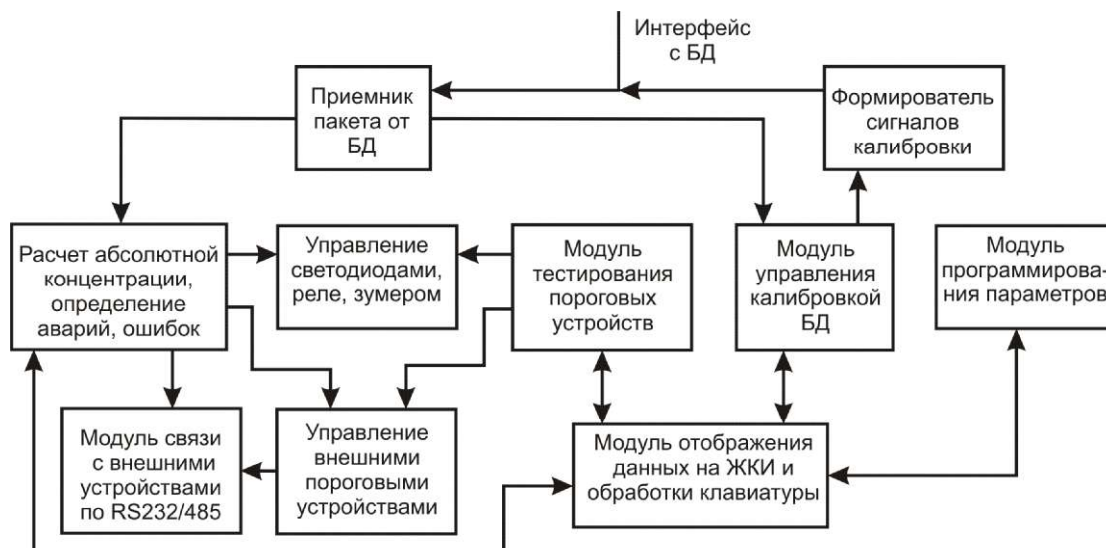 Интерфейс
с БД
Приемник
пакета от
БД
Формирователь
сигналов
калибровки
Расчет абсолютной
концентрации,
определение
аварий, ошибок
Управление
светодиодами,
реле, зумером
Модуль
тестирования
пороговых
устройств
Модуль
управления
калибровкой
БД
Модуль
программирова-
ния параметров
Модуль связи
с внешними
устройствами
по RS232/485
Управление
внешними
пороговыми
устройствами
Модуль отображения
данных на ЖКИ и
обработки клавиатуры